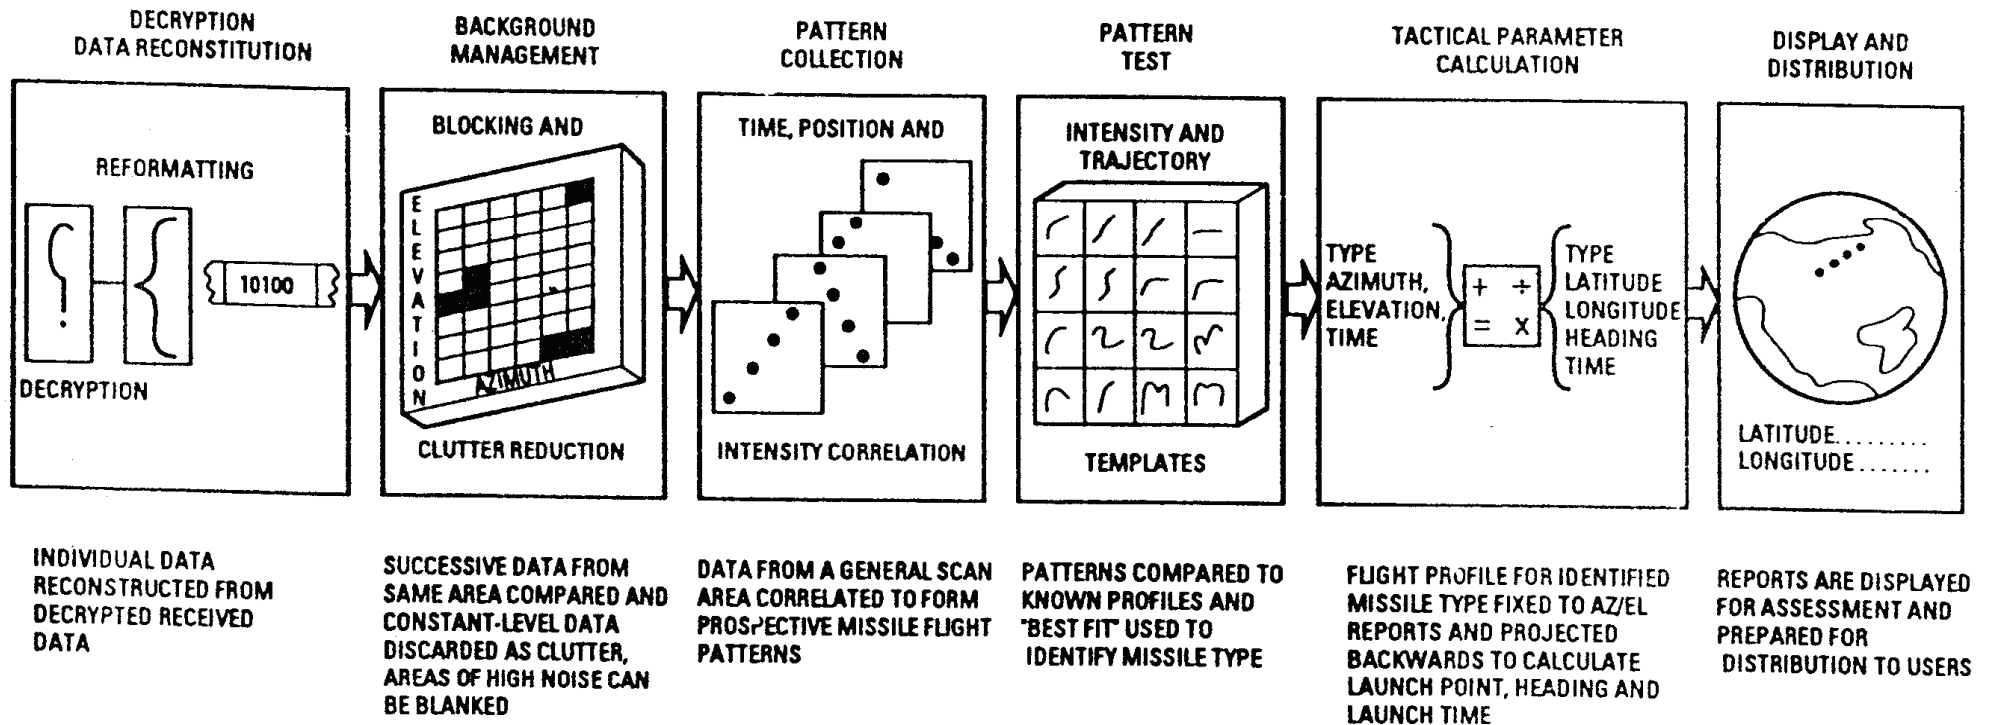 DECRYPTION
DATA RECONSTITUTION
REFORMATTING
10100
DECRYPTION
INDIVIDUAL DATA
RECONSTRUCTED FROM
DECRYPTED RECEIVED
DATA
BACKGROUND
MANAGEMENT
BLOCKING AND
ELEVATION
AZIMUTH
CLUTTER REDUCTION
SUCCESSIVE DATA FROM
SAME AREA COMPARED AND
CONSTANT-LEVEL DATA
DISCARDED AS CLUTTER,
AREAS OF HIGH NOISE CAN
BE BLANKED
PATTERN
COLLECTION
TIME, POSITION AND
INTENSITY CORRELATION
DATA FROM A GENERAL SCAN
AREA CORRELATED TO FORM
PROSPECTIVE MISSILE FLIGHT
PATTERNS
PATTERN
TEST
INTENSITY AND
TRAJECTORY
TEMPLATES
PATTERNS COMPARED TO
KNOWN PROFILES AND
"BEST FIT" USED TO
IDENTIFY MISSILE TYPE
TACTICAL PARAMETER
CALCULATION
TYPE
AZIMUTH,
ELEVATION,
TIME
+ ÷
= X
TYPE
LATITUDE
LONGITUDE
HEADING
TIME
FLIGHT PROFILE FOR IDENTIFIED
MISSILE TYPE FIXED TO AZ/EL
REPORTS AND PROJECTED
BACKWARDS TO CALCULATE
LAUNCH POINT, HEADING AND
LAUNCH TIME
DISPLAY AND
DISTRIBUTION
LATITUDE.........
LONGITUDE.......
REPORTS ARE DISPLAYED
FOR ASSESSMENT AND
PREPARED FOR
DISTRIBUTION TO USERS